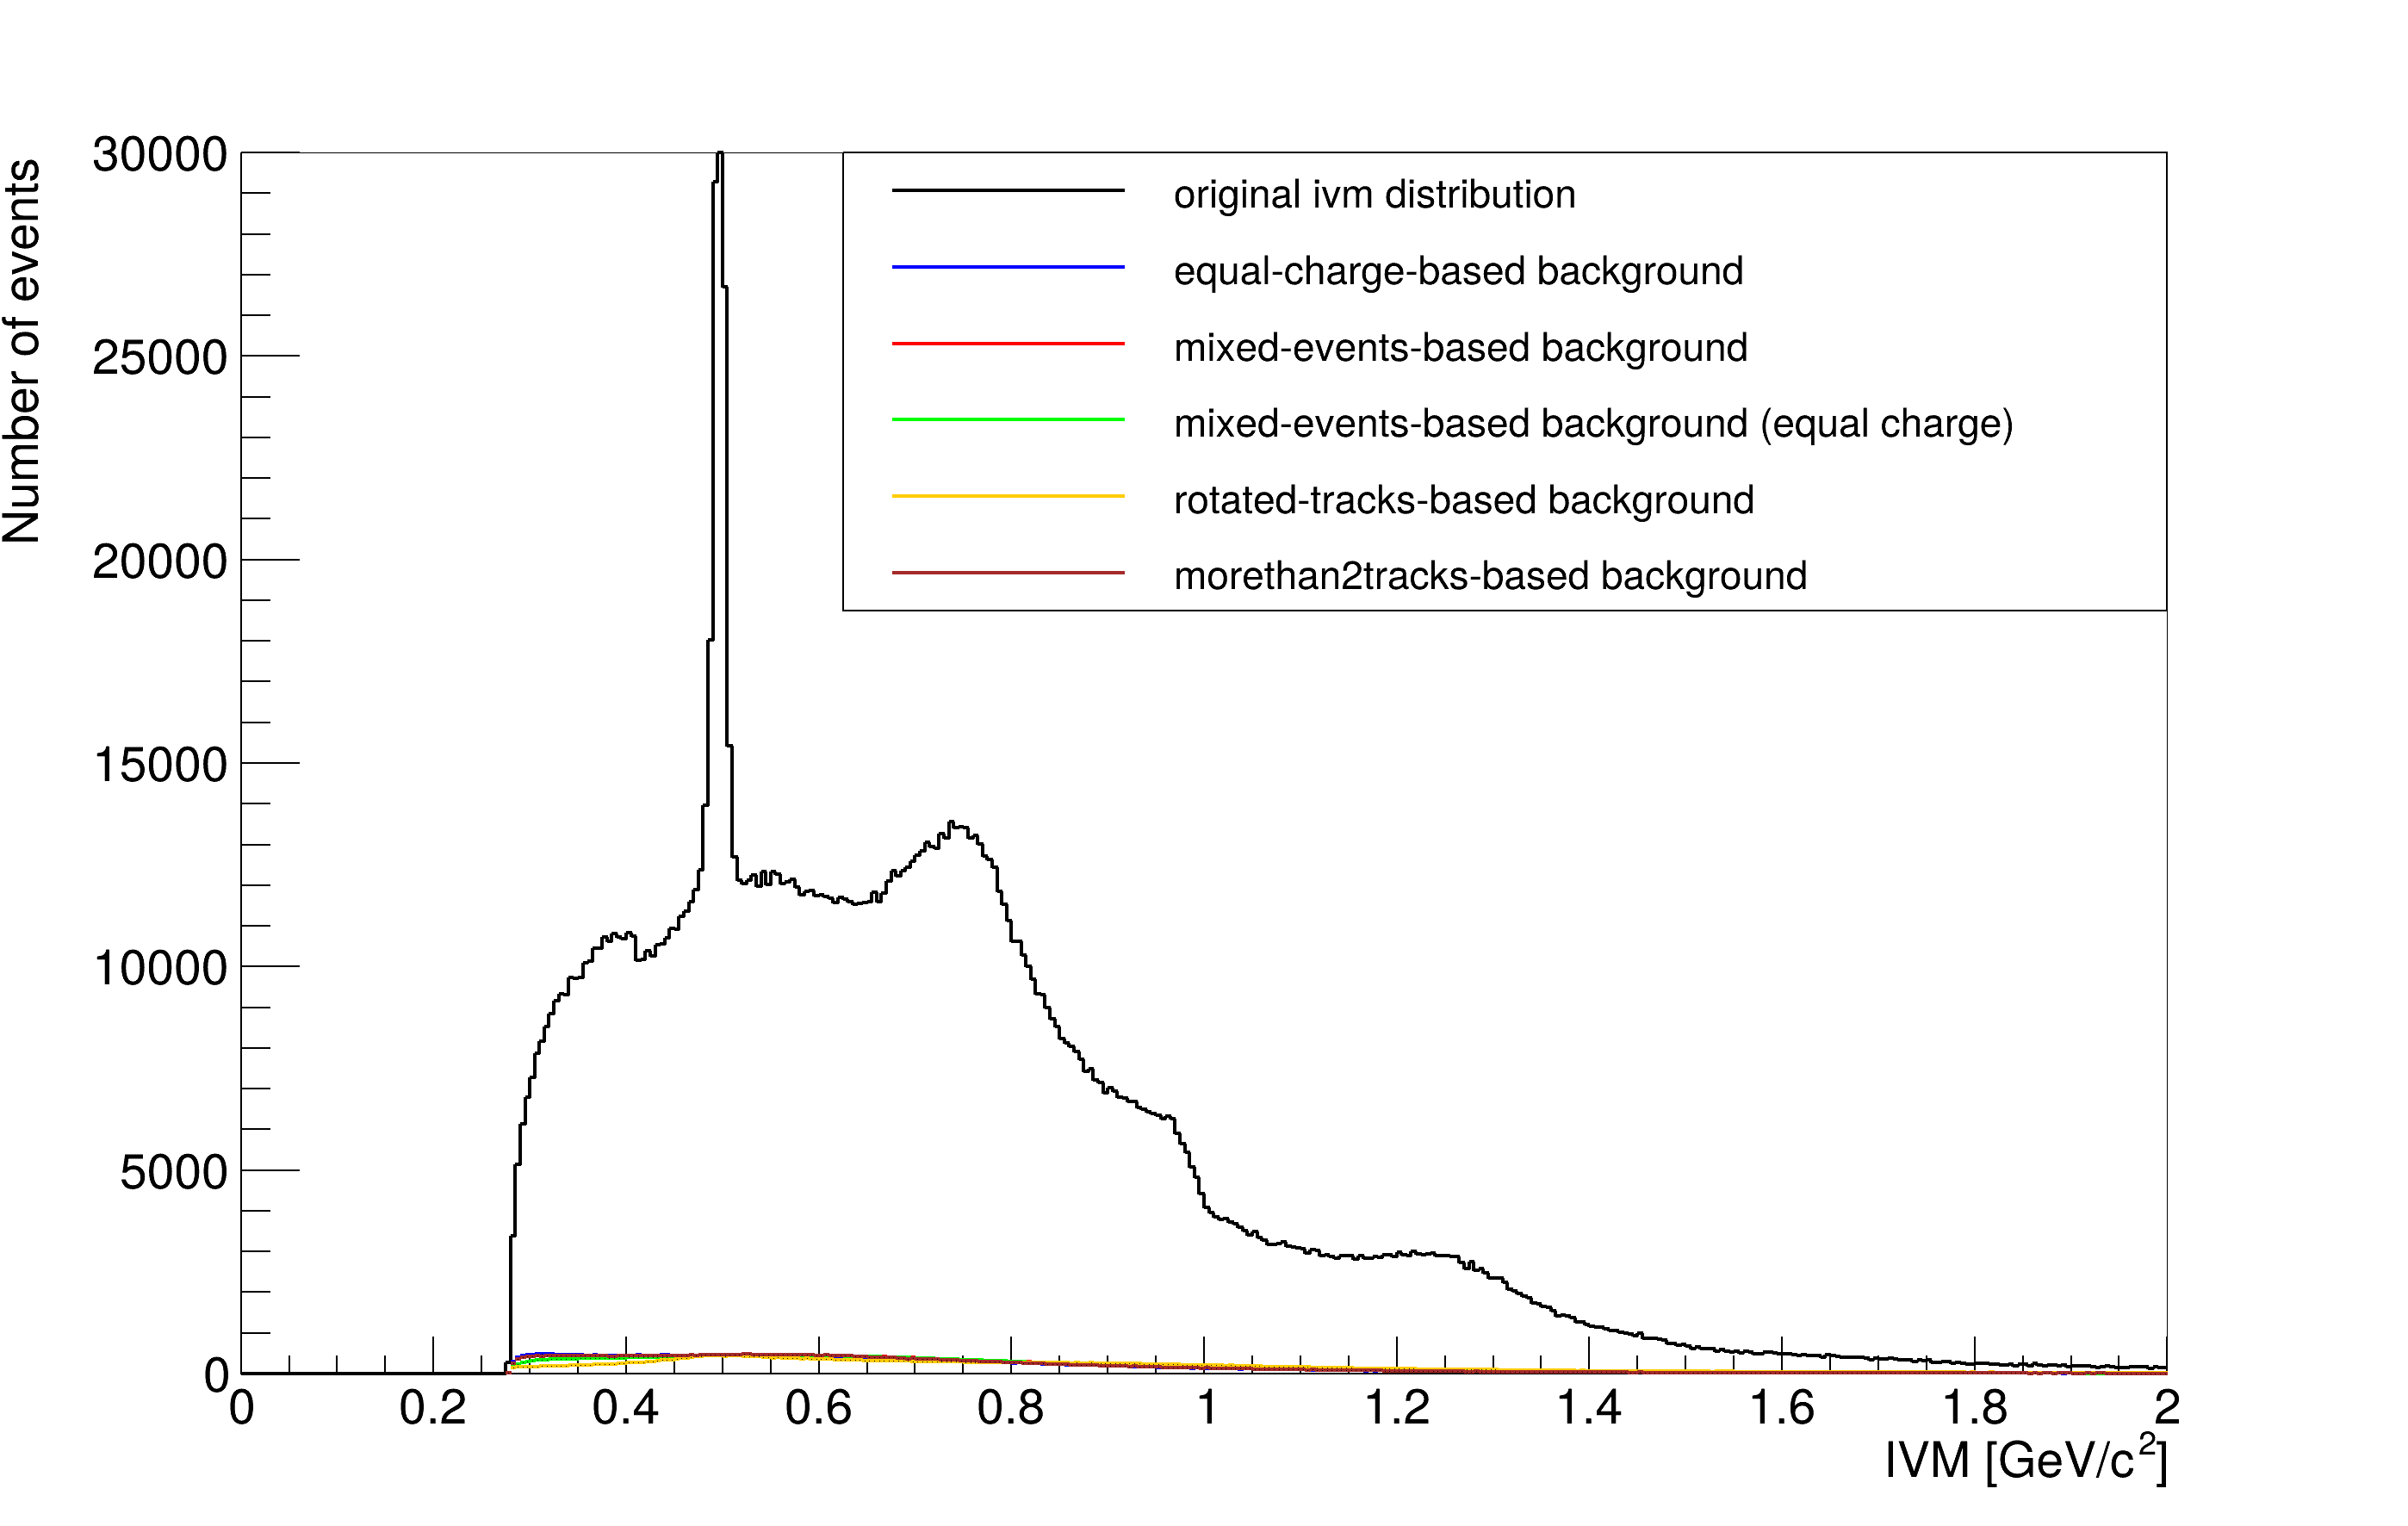 Number of events
30000
25000
20000
15000
10000
5000
0
original ivm distribution
equal-charge-based background
mixed-events-based background
mixed-events-based background (equal charge)
rotated-tracks-based background
morethan2tracks-based background
0 0.2 0.4 0.6 0.8 1 1.2 1.4 1.6 1.8 2
IVM [GeV/c²]